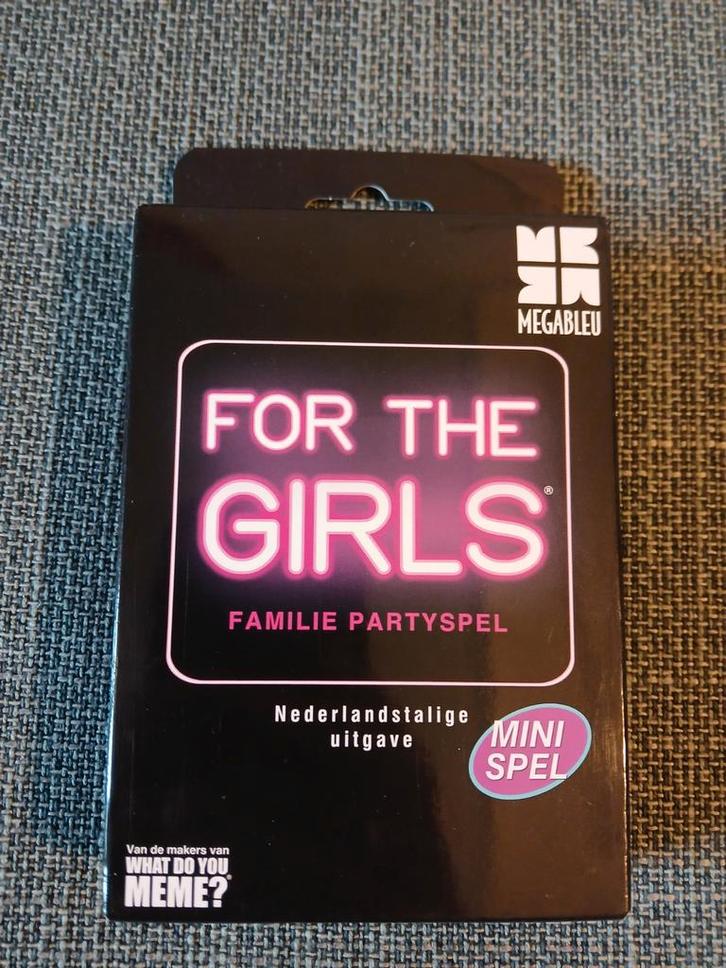 MEGABLEU
FOR THE
GIRLS®
FAMILIE PARTYSPEL
Nederlandstalige
uitgave
MINI
SPEL
Van de makers van
WHAT DO YOU
MEME?®